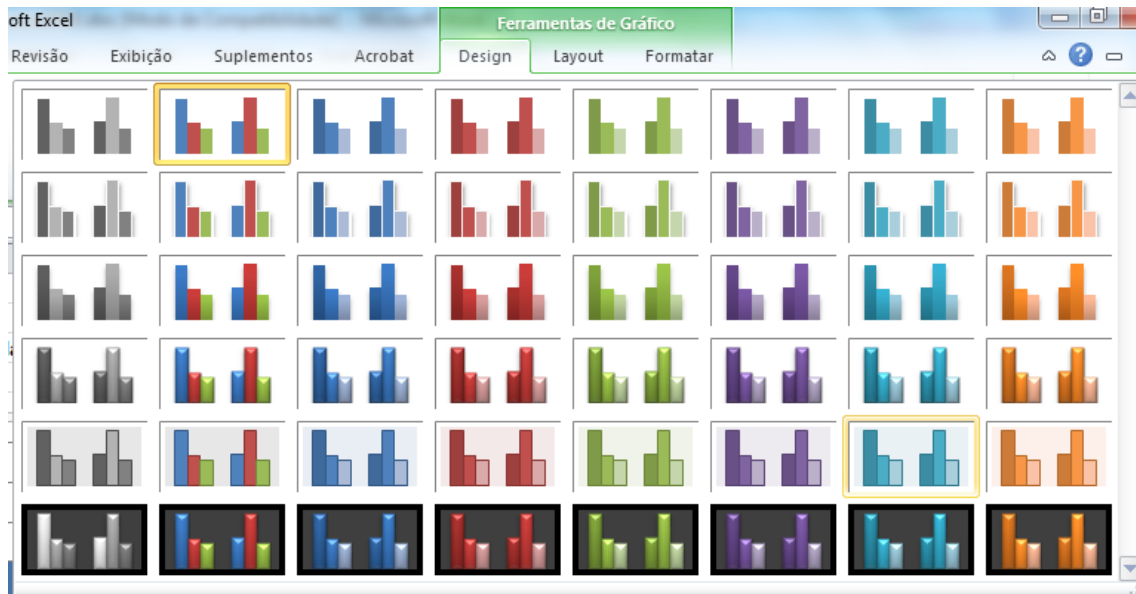 oft Excel
Ferramentas de Gráfico
Revisão Exibição Suplementos Acrobat Design Layout Formatar